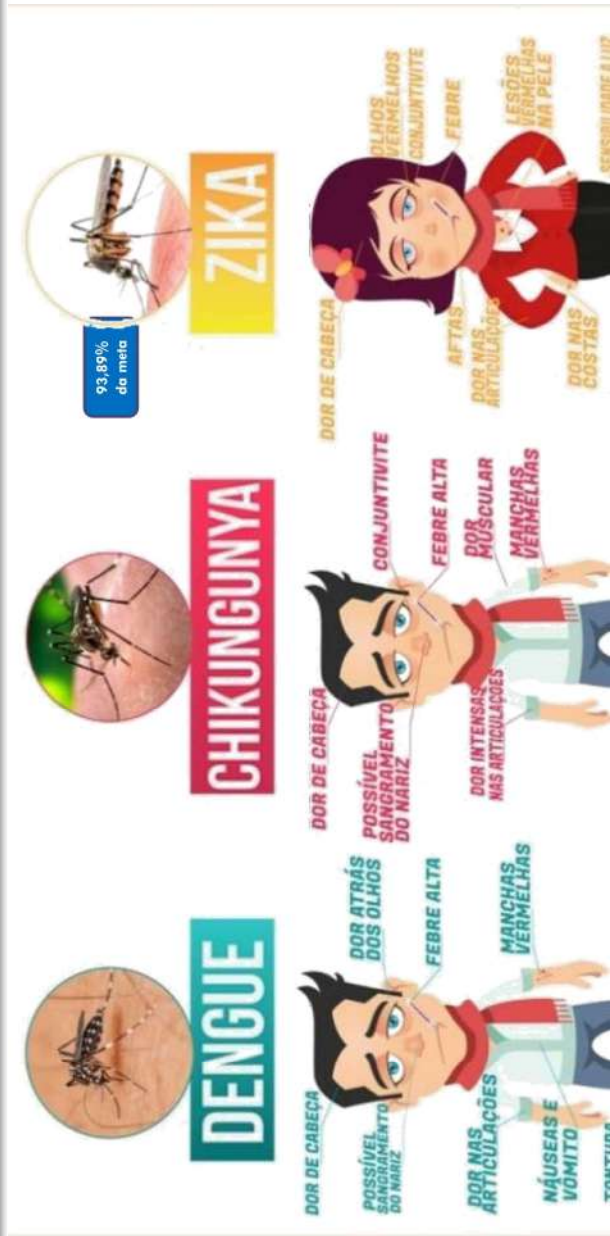 DENGUE
DOR DE CABEÇA
POSSÍVEL
SANGRAMENTO
DO NARIZ
DOR ATRÁS
DOS OLHOS
FEBRE ALTA
DOR NAS
ARTICULAÇÕES
MANCHAS
VERMELHAS
NÁUSEAS E
VÔMITO
CHIKUNGUNYA
DOR DE CABEÇA
POSSÍVEL
SANGRAMENTO
DO NARIZ
CONJUNTIVITE
FEBRE ALTA
DOR
MUSCULAR
DOR INTENSAS
NAS ARTICULAÇOES
MANCHAS
VERMELHAS
93,89%
da meta
ZIKA
DOR DE CABEÇA
OLHOS
VERMELHOS
CONJUNTIVITE
FEBRE
AFTAS
DOR NAS
ARTICULAÇÕES
LESÕES
VERMELHAS
NA PELE
DOR NAS
COSTAS